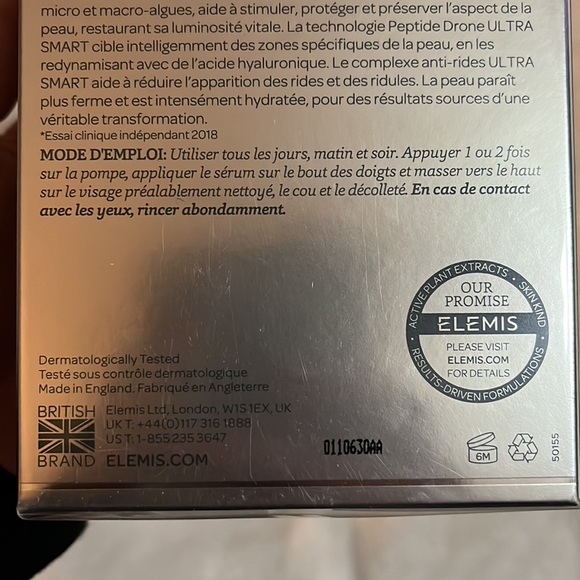 micro et macro-algues, aide à stimuler, protéger et préserver l'aspect de la
peau, restaurant sa luminosité vitale. La technologie Peptide Drone ULTRA
SMART cible intelligemment des zones spécifiques de la peau, en les
redynamisant avec de l'acide hyaluronique. Le complexe anti-rides ULTRA
SMART aide à réduire l'apparition des rides et des ridules. La peau paraît
plus ferme et est intensément hydratée, pour des résultats sources d'une
véritable transformation.
*Essai clinique indépendant 2018
MODE D'EMPLOI: Utiliser tous les jours, matin et soir. Appuyer 1 ou 2 fois
sur la pompe, appliquer le sérum sur le bout des doigts et masser vers le haut
sur le visage préalablement nettoyé, le cou et le décolleté. En cas de contact
avec les yeux, rincer abondamment.
ACTIVE PLANT EXTRACTS • SKIN KIND •
OUR
PROMISE
ELEMIS
PLEASE VISIT
ELEMIS.COM
FOR DETAILS
RESULTS-DRIVEN FORMULATIONS
Dermatologically Tested
Testé sous contrôle dermatologique
Made in England. Fabriqué en Angleterre
BRITISH
BRAND
Elemis Ltd, London, W1S1EX, UK
UK T: +44(0)117 316 1888
US T: 1-855 235 3647
ELEMIS.COM
0110630AA
6M
50155